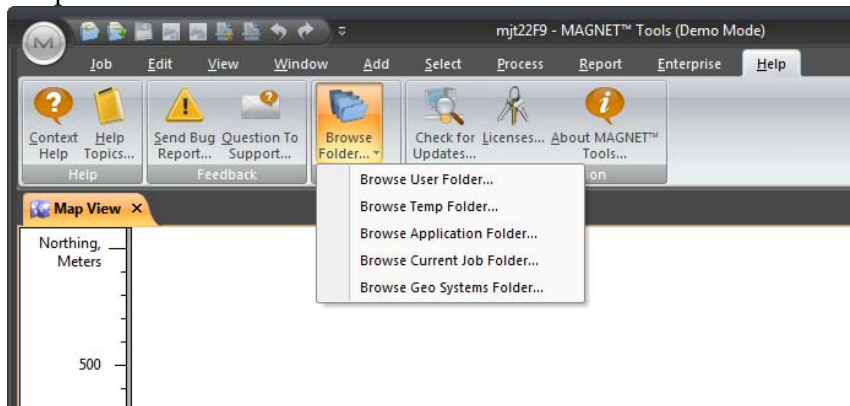 mjt22F9 - MAGNET™ Tools (Demo Mode)
M
Job Edit View Window Add Select Process Report Enterprise Help
Context Help Send Bug Question To Browse Check for Licenses... About MAGNET™
Help Topics... Report... Support... Folder... Updates... Tools...
Help Feedback ion
Browse User Folder...
Browse Temp Folder...
Browse Application Folder...
Browse Current Job Folder...
Browse Geo Systems Folder...
Map View
Northing,
Meters
500